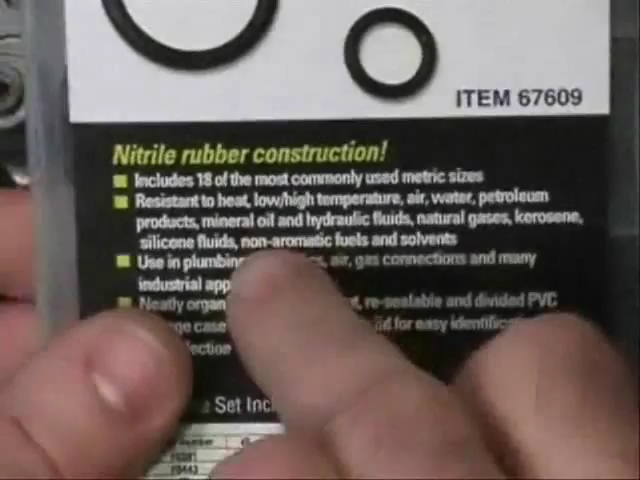 ITEM 67609
Nitrile rubber construction!
Includes 18 of the most commonly used metric sizes
Resistant to heat, low/high temperature, air, water, petroleum
products, mineral oil and hydraulic fluids, natural gases, kerosene,
silicone fluids, non-aromatic fuels and solvents
Use in plumbing air, gas connections and many
industrial app
Neatly organ re-sealable and divided PVC
case for easy identific
Set Incl